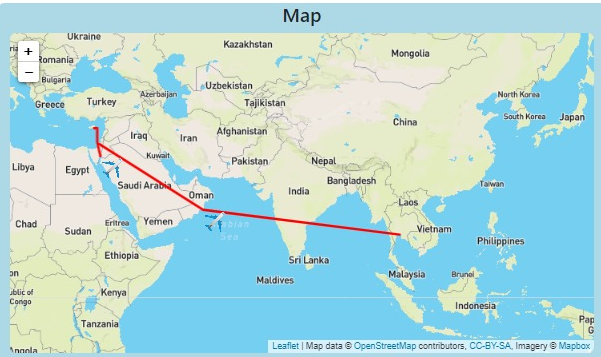 Map
+
−
Ukraine
Kazakhstan
Mongolia
Romania
Bulgaria
Uzbekistan
Azerbaijan
North Korea
Greece
Turkey
Tajikistan
South Korea
Japan
China
Iraq
Iran
Afghanistan
Kuwait
Pakistan
Nepal
Libya
Egypt
Saudi Arabia
Bangladesh
Taiwan
Oman
India
Laos
Chad
Sudan
Eritrea
Yemen
Arabian
Sea
Vietnam
Philippines
Ethiopia
Sri Lanka
Maldives
Malaysia
Brunei
ublic of
Congo
Kenya
Indonesia
Tanzania
Pap
G
Angola
Leaflet | Map data © OpenStreetMap contributors, CC-BY-SA, Imagery © Mapbox